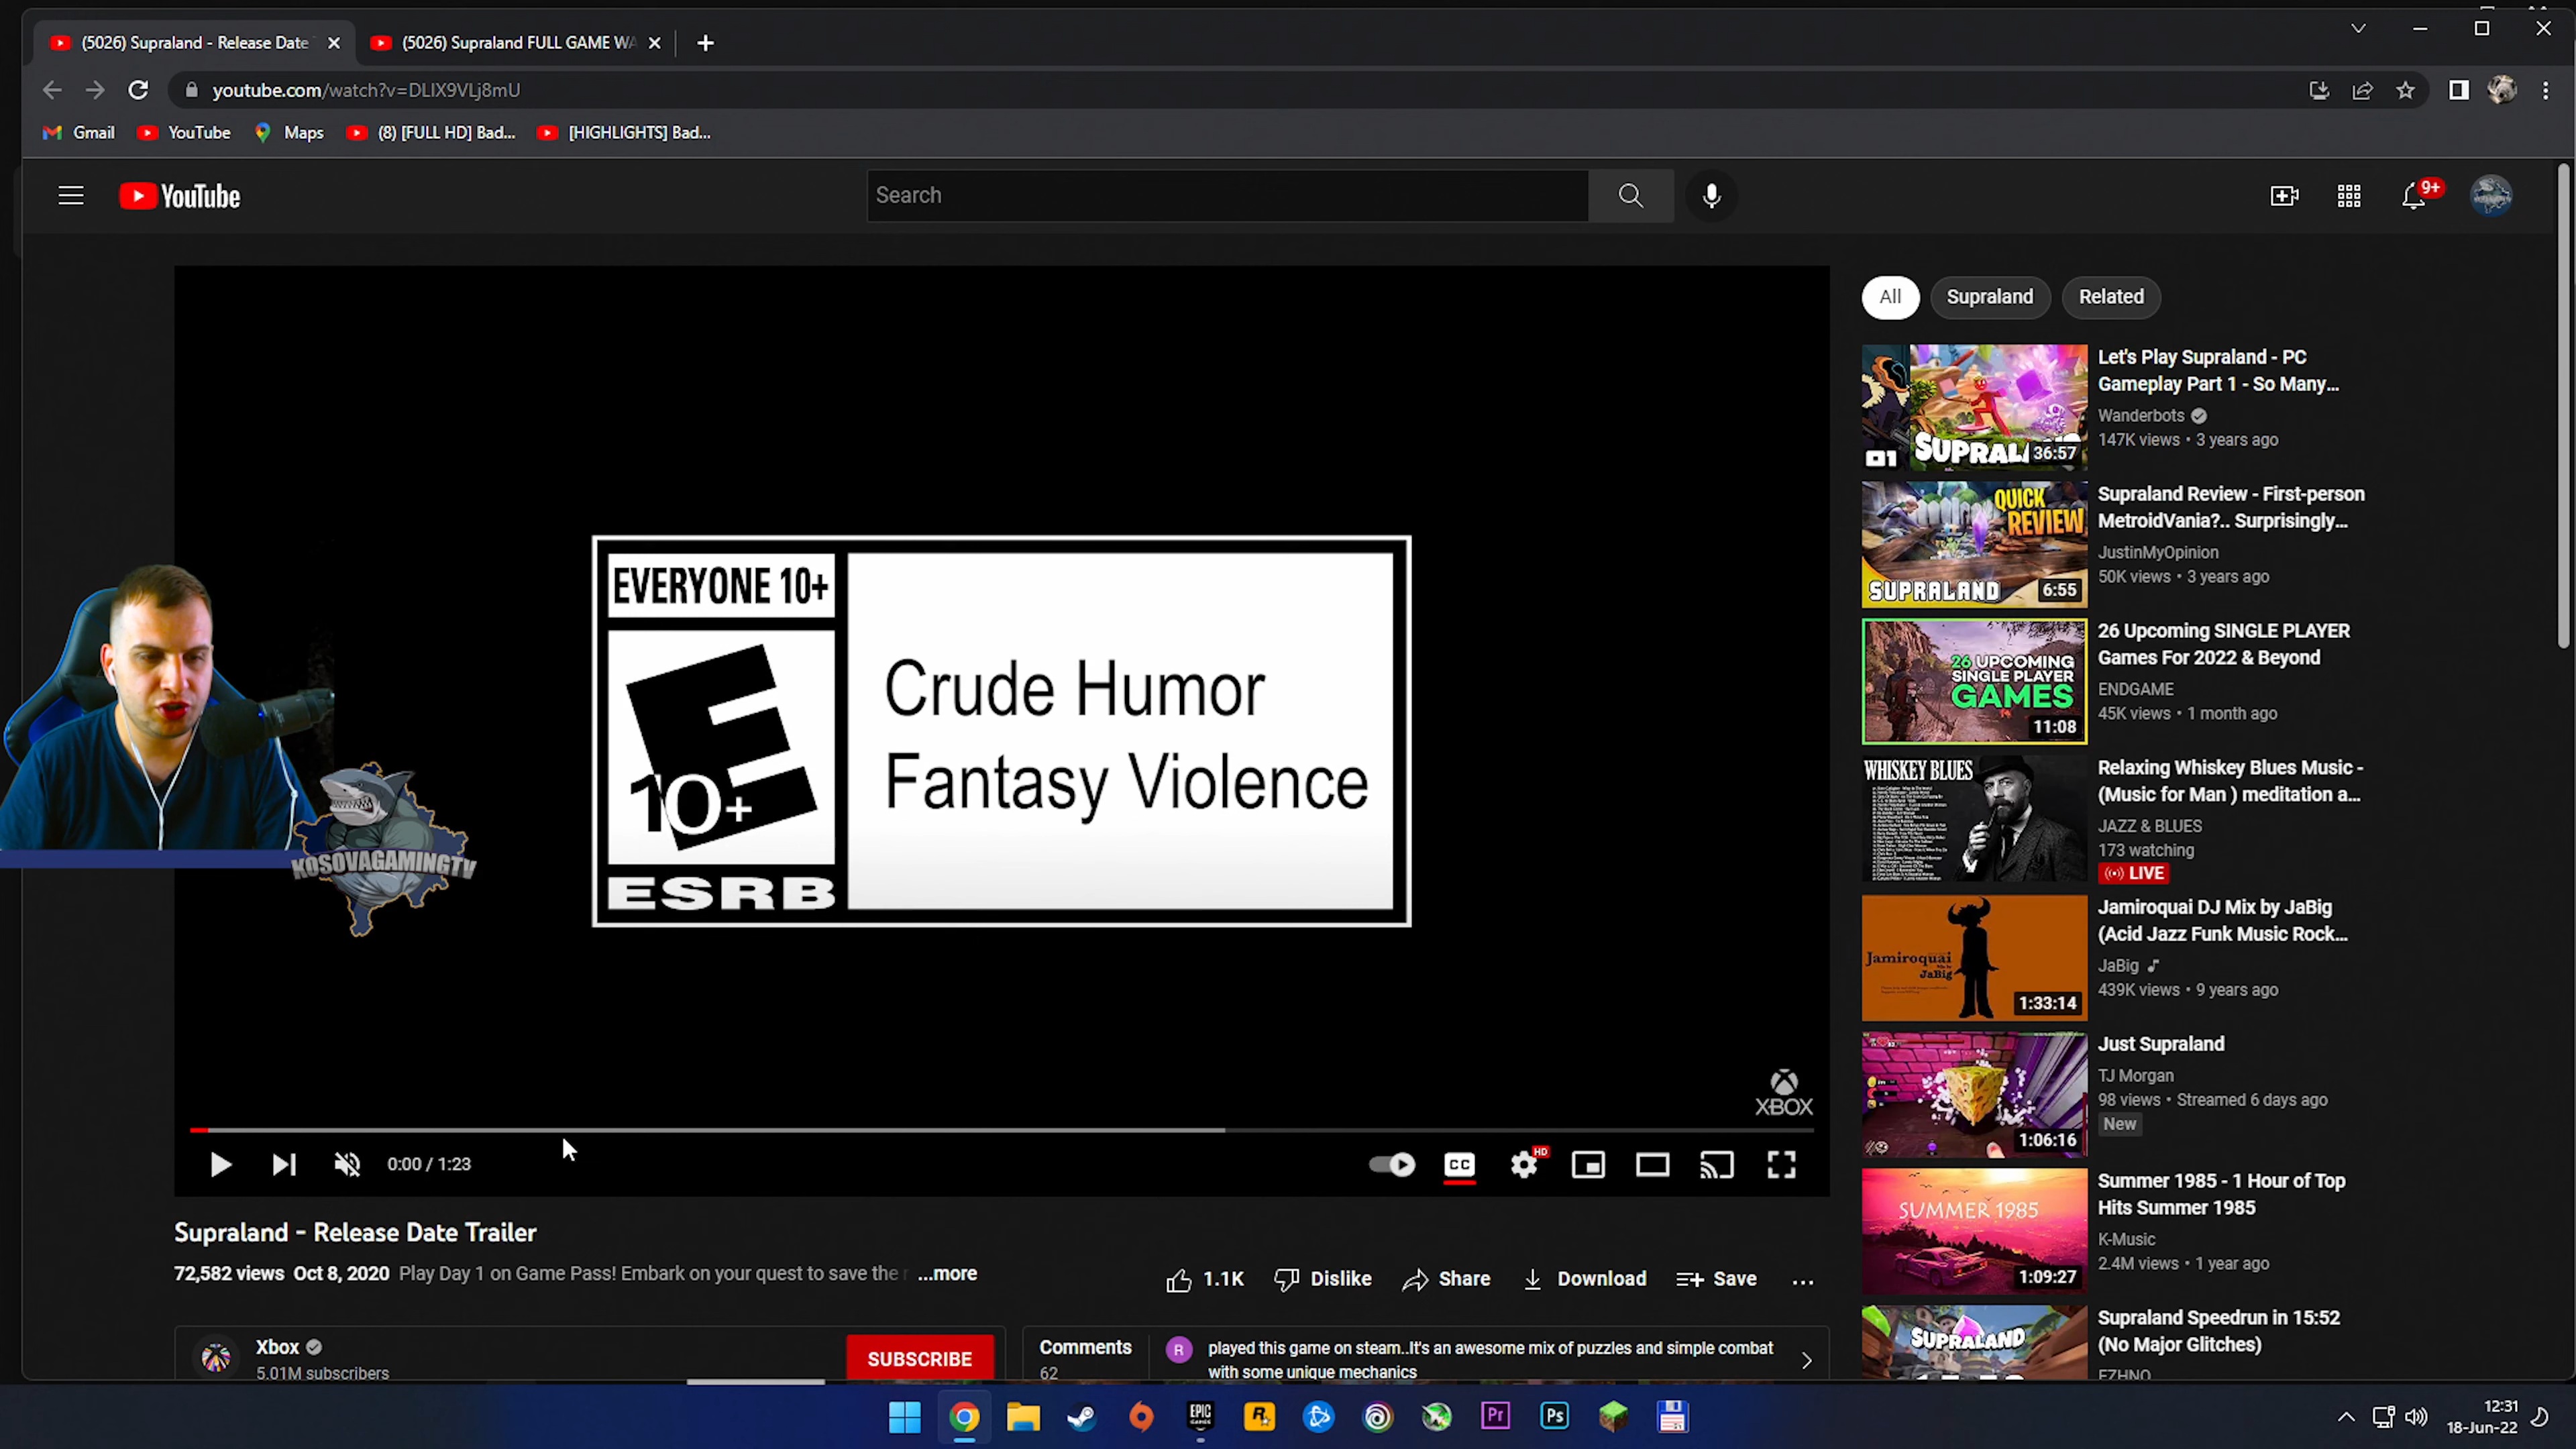 (5026) Supraland - Release Date
(5026) Supraland FULL GAME WA
youtube.com/watch?v=DLIX9VLj8mU
Gmail
YouTube
Maps
(8) [FULL HD] Bad...
[HIGHLIGHTS] Bad...
YouTube
Search
9+
All
Supraland
Related
EVERYONE 10+
E
10+
ESRB
Crude Humor
Fantasy Violence
KOSOVAGAMINGTV
XBOX
0:00 / 1:23
CC
HD
Supraland - Release Date Trailer
72,582 views Oct 8, 2020 Play Day 1 on Game Pass! Embark on your quest to save the ...more
1.1K
Dislike
Share
Download
Save
Xbox
5.01M subscribers
SUBSCRIBE
Comments
62
R
played this game on steam..It's an awesome mix of puzzles and simple combat
with some unique mechanics
01
SUPRAL
36:57
Let's Play Supraland - PC
Gameplay Part 1 - So Many...
Wanderbots
147K views • 3 years ago
QUICK
REVIEW
SUPRALAND
6:55
Supraland Review - First-person
MetroidVania?.. Surprisingly...
JustinMyOpinion
50K views • 3 years ago
26 UPCOMING
SINGLE PLAYER
GAMES
11:08
26 Upcoming SINGLE PLAYER
Games For 2022 & Beyond
ENDGAME
45K views • 1 month ago
WHISKEY BLUES
Relaxing Whiskey Blues Music -
(Music for Man ) meditation a...
JAZZ & BLUES
173 watching
LIVE
Jamiroquai
JaBig
1:33:14
Jamiroquai DJ Mix by JaBig
(Acid Jazz Funk Music Rock...
JaBig
439K views • 9 years ago
1:06:16
Just Supraland
TJ Morgan
98 views • Streamed 6 days ago
New
SUMMER 1985
1:09:27
Summer 1985 - 1 Hour of Top
Hits Summer 1985
K-Music
2.4M views • 1 year ago
SUPRALAND
Supraland Speedrun in 15:52
(No Major Glitches)
EZHNO
EPIC
GAMES
R
Pr
Ps
12:31
18-Jun-22